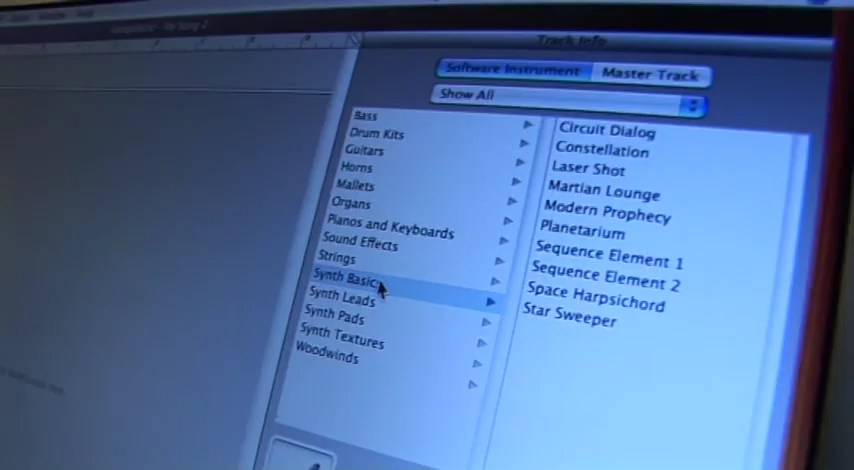 Track Info
Software Instrument
Master Track
Show All
Bass
Drum Kits
Guitars
Horns
Mallets
Organs
Pianos and Keyboards
Sound Effects
Strings
Synth Basics
Synth Leads
Synth Pads
Synth Textures
Woodwinds
Circuit Dialog
Constellation
Laser Shot
Martian Lounge
Modern Prophecy
Planetarium
Sequence Element 1
Sequence Element 2
Space Harpsichord
Star Sweeper